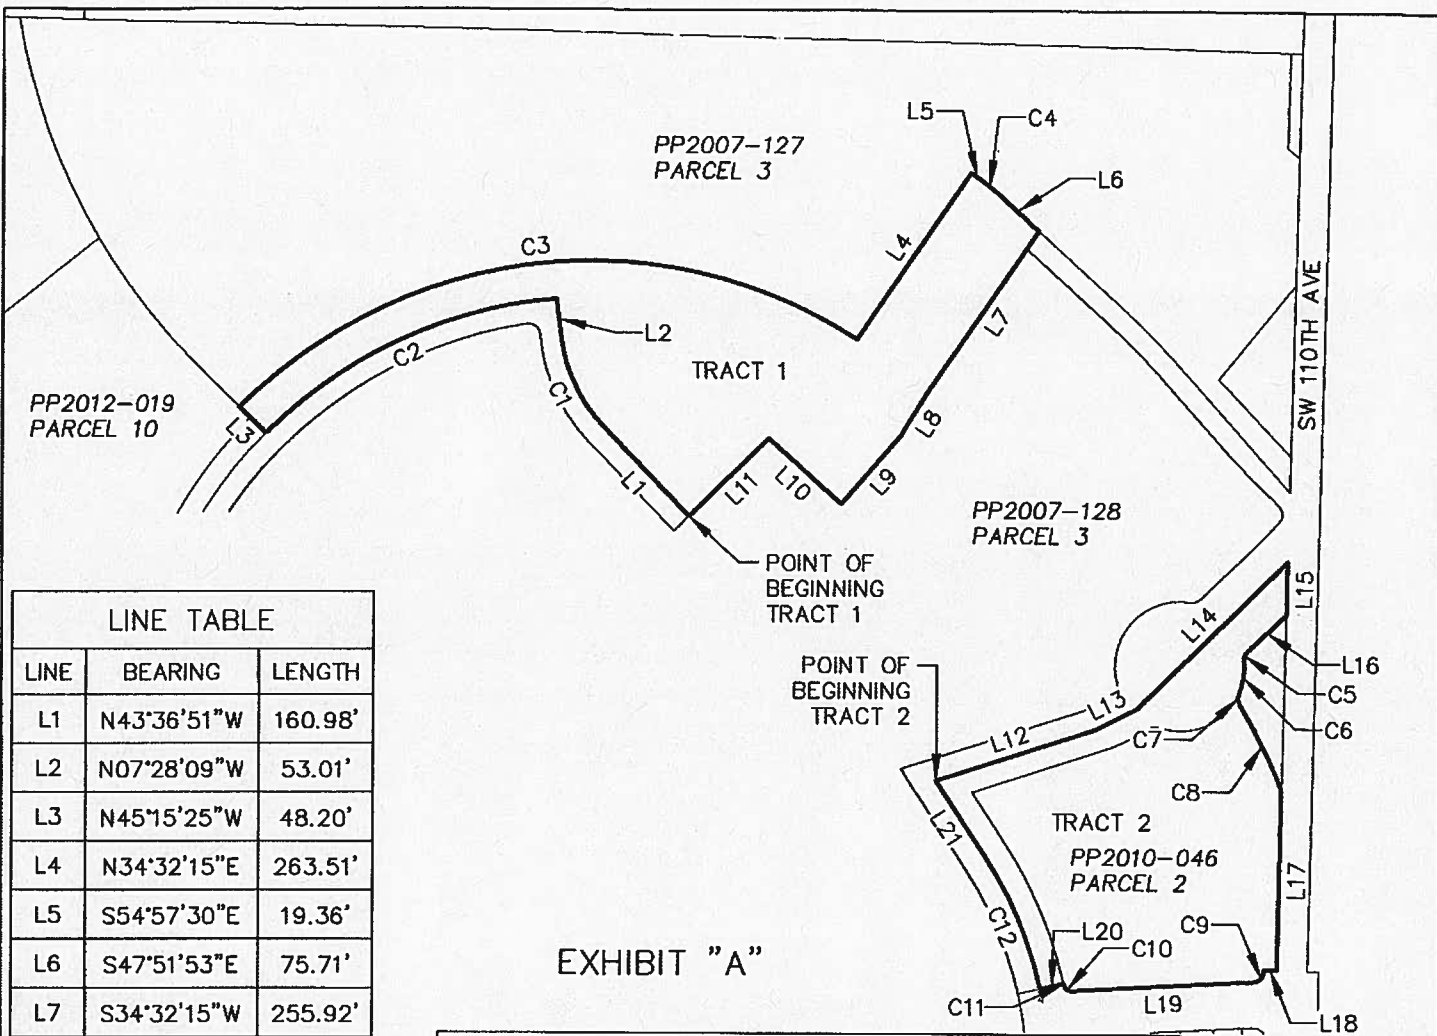 L5
C4
PP2007-127
PARCEL 3
L6
C3
L4
SW 110TH AVE
L2
L7
C2
TRACT 1
PP2012-019
PARCEL 10
L3
C1
L8
L1
L11
L10
L9
PP2007-128
PARCEL 3
POINT OF
BEGINNING
TRACT 1
L15
L14
POINT OF
BEGINNING
TRACT 2
L16
C5
L13
L12
C7
C6
C8
L21
TRACT 2
PP2010-046
PARCEL 2
L17
C12
L20
C9
C10
C11
L19
L18
EXHIBIT "A"
LINE TABLE
LINE BEARING LENGTH
L1 N43°36'51"W 160.98'
L2 N07°28'09"W 53.01'
L3 N45°15'25"W 48.20'
L4 N34°32'15"E 263.51'
L5 S54°57'30"E 19.36'
L6 S47°51'53"E 75.71'
L7 S34°32'15"W 255.92'